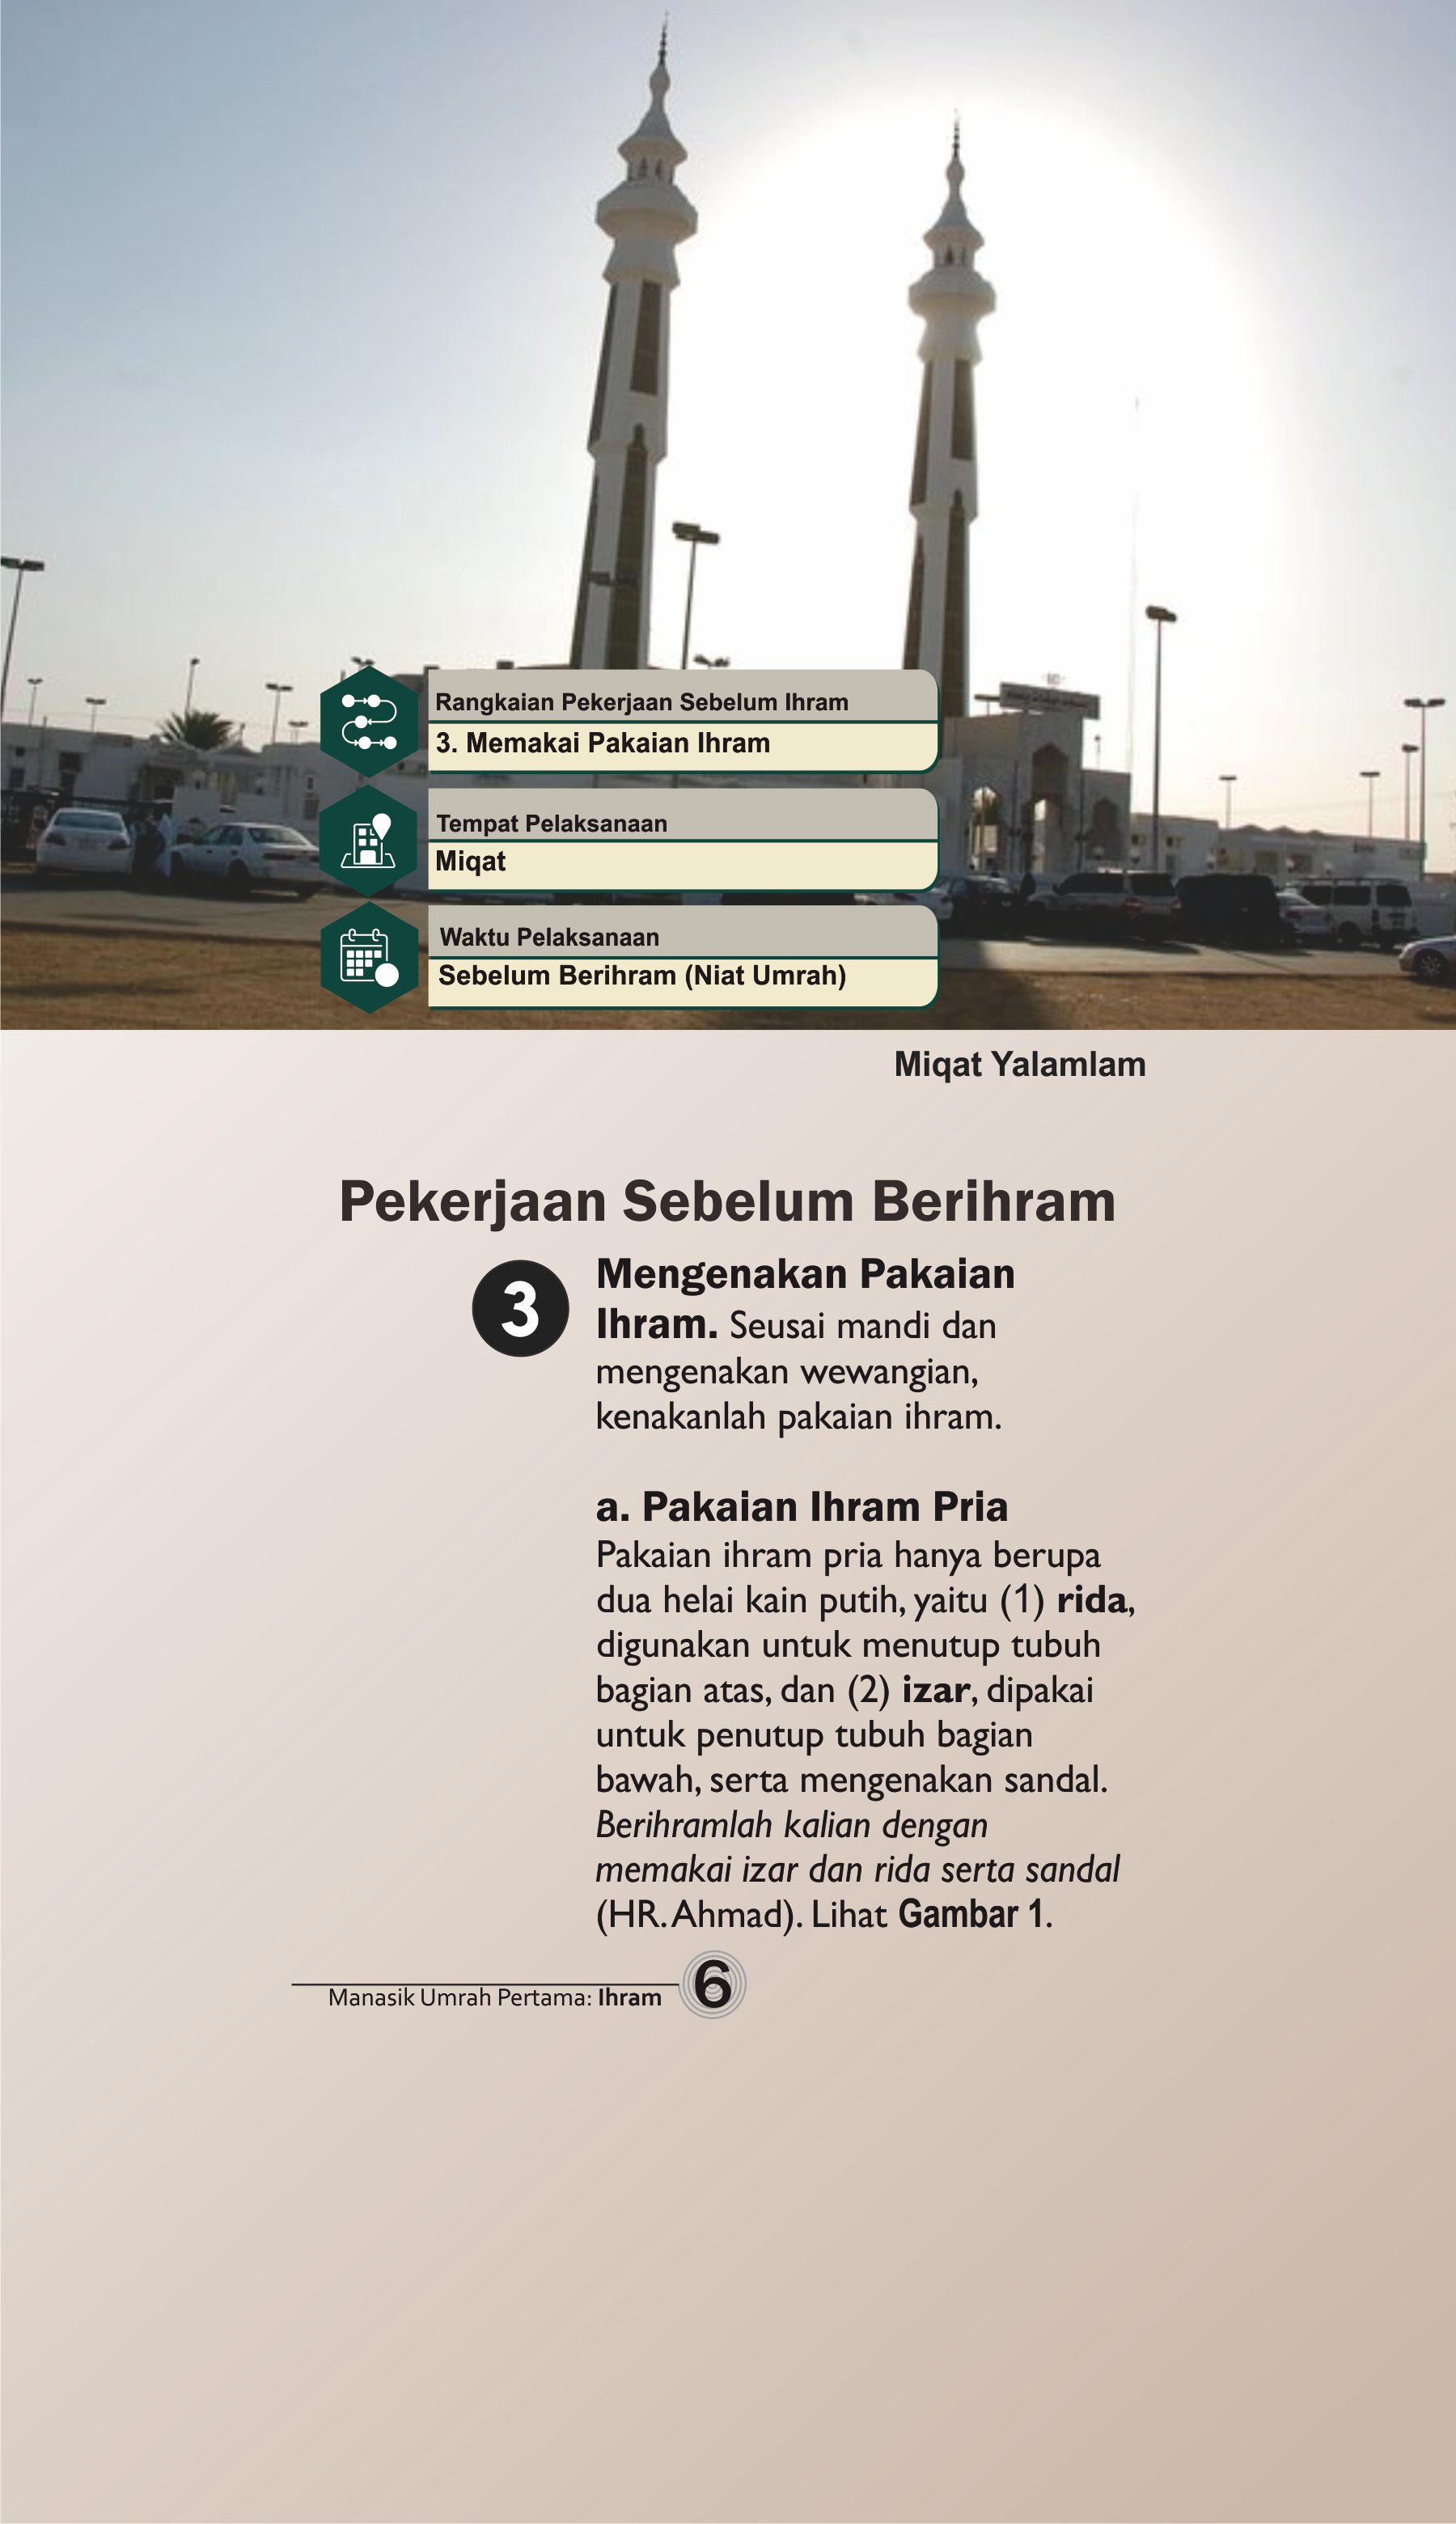 Rangkaian Pekerjaan Sebelum Ihram
3. Memakai Pakaian Ihram
Tempat Pelaksanaan
Miqat
Waktu Pelaksanaan
Sebelum Berihram (Niat Umrah)
Miqat Yalamlam
Pekerjaan Sebelum Berihram
3
Mengenakan Pakaian
Ihram. Seusai mandi dan
mengenakan wewangian,
kenakanlah pakaian ihram.
a. Pakaian Ihram Pria
Pakaian ihram pria hanya berupa
dua helai kain putih, yaitu (1) rida,
digunakan untuk menutup tubuh
bagian atas, dan (2) izar, dipakai
untuk penutup tubuh bagian
bawah, serta mengenakan sandal.
Berihramlah kalian dengan
memakai izar dan rida serta sandal
(HR. Ahmad). Lihat Gambar 1.
Manasik Umrah Pertama: Ihram 6